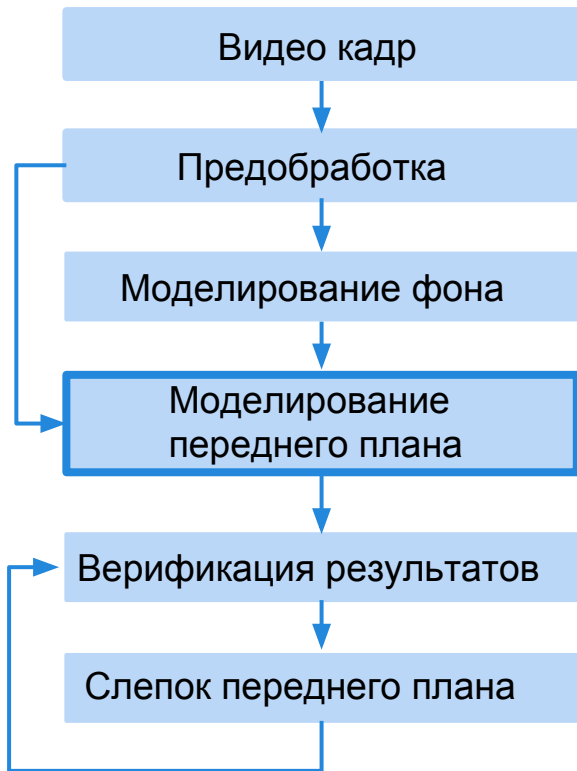 Видео кадр
Предобработка
Моделирование фона
Моделирование
переднего плана
Верификация результатов
Слепок переднего плана